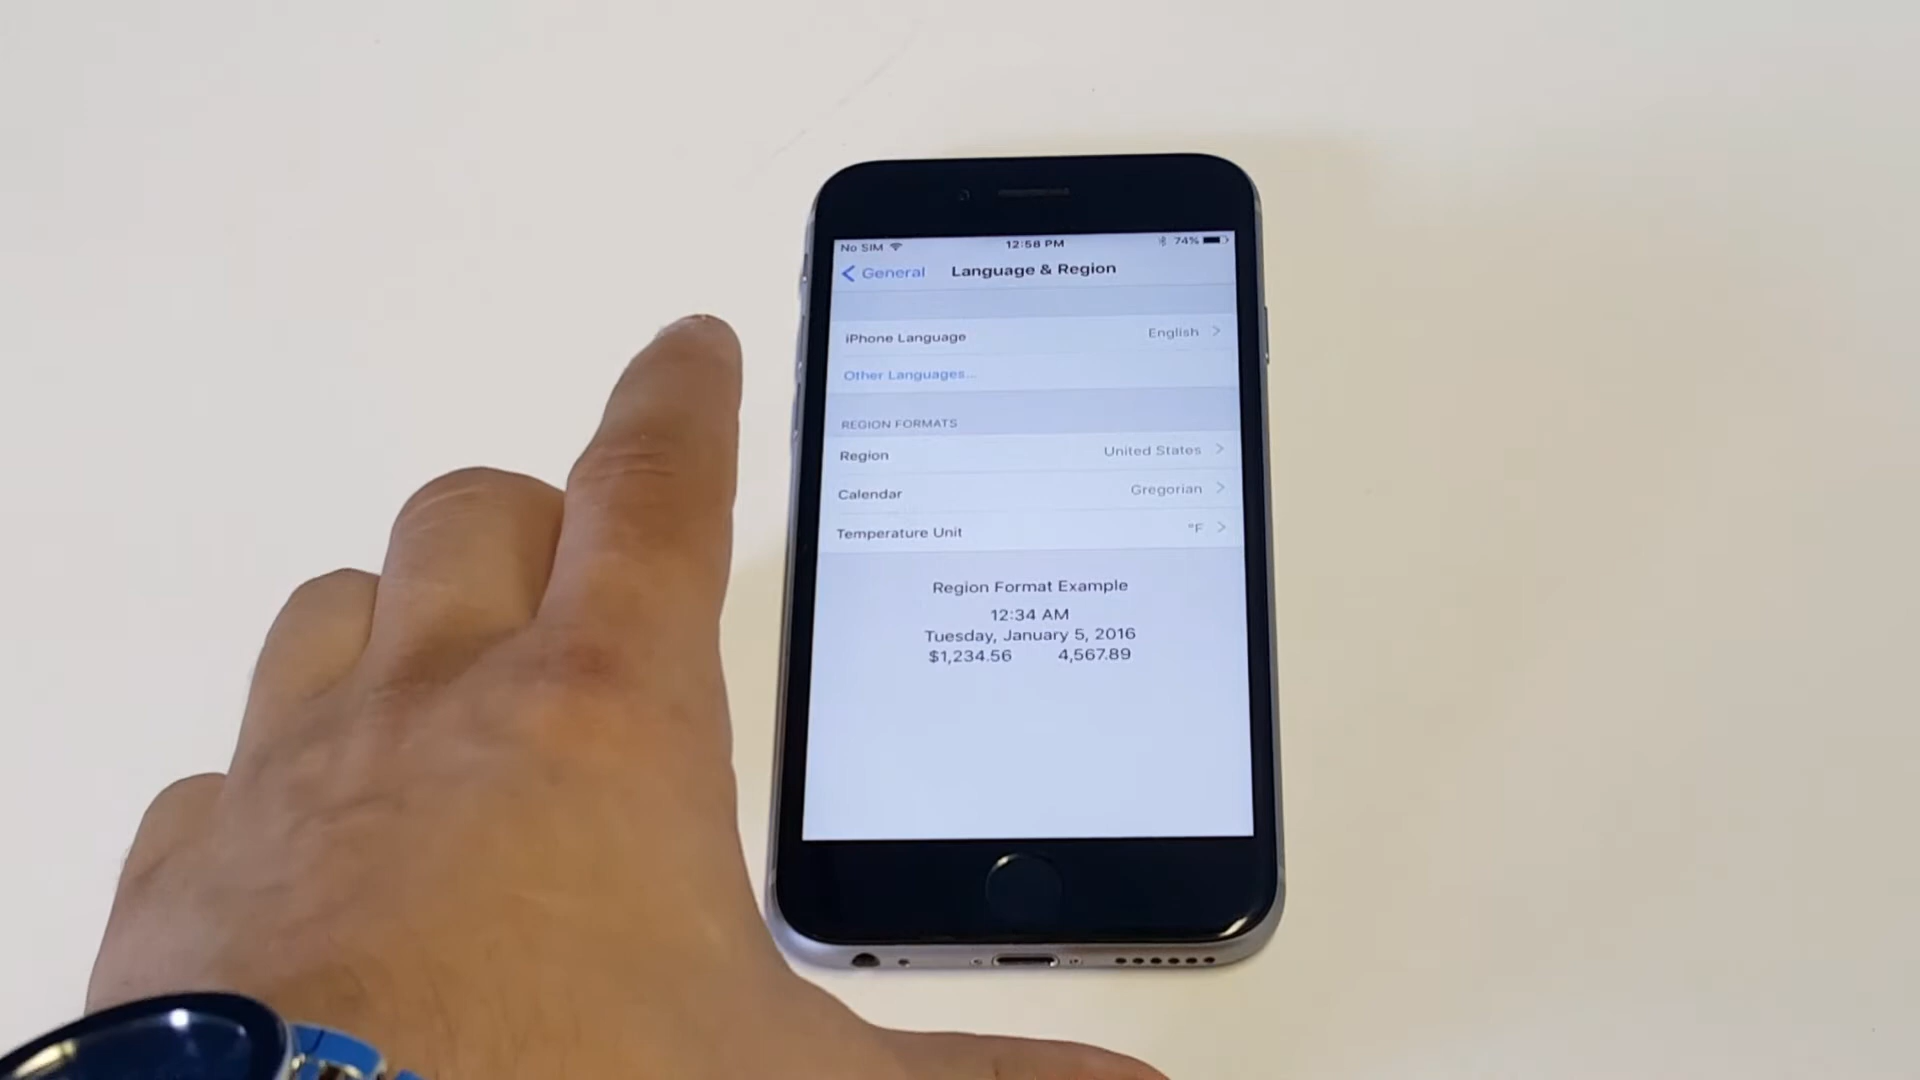 No SIM 12:58 PM 74%
General Language & Region
iPhone Language English
Other Languages...
REGION FORMATS
Region United States
Calendar Gregorian
Temperature Unit °F
Region Format Example
12:34 AM
Tuesday, January 5, 2016
$1,234.56 4,567.89